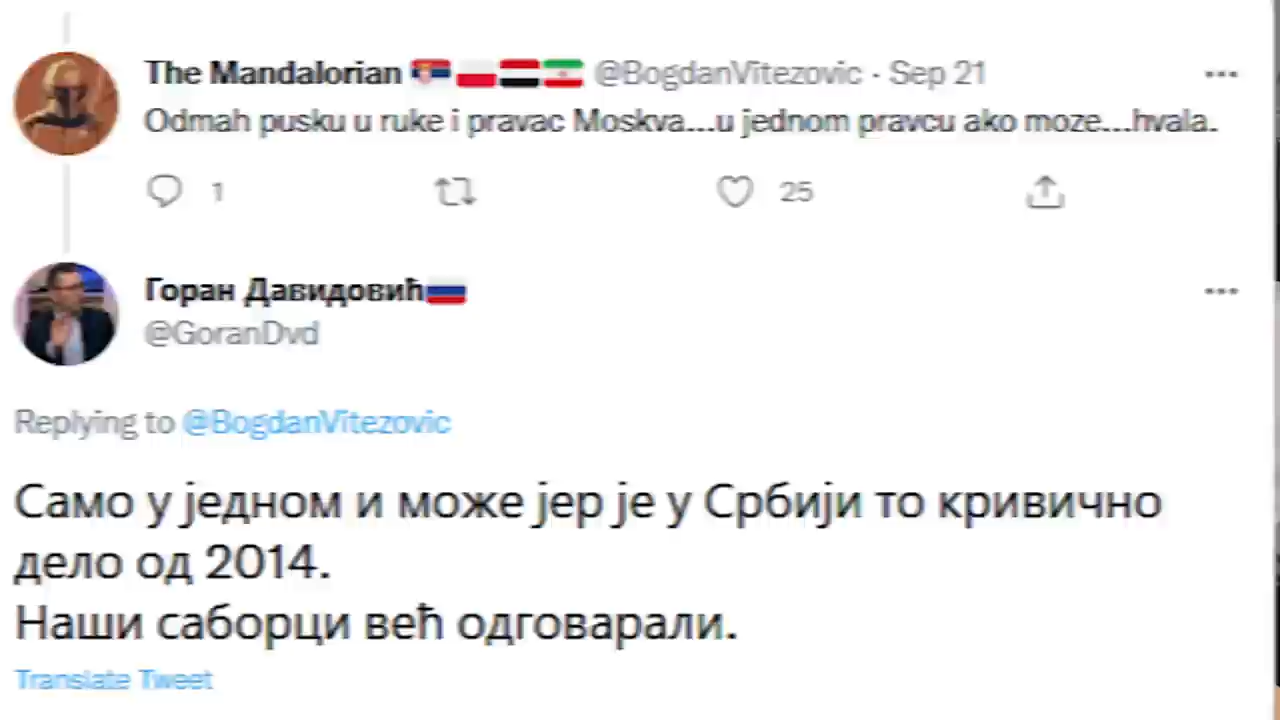 The Mandalorian @BogdanVitezovic · Sep 21
Odmah pusku u ruke i pravac Moskva...u jednom pravcu ako moze...hvala.
1 25
Горан Давидовић
@GoranDvd
Replying to @BogdanVitezovic
Само у једном и може јер је у Србији то кривично
дело од 2014.
Наши саборци већ одговарали.
Translate Tweet